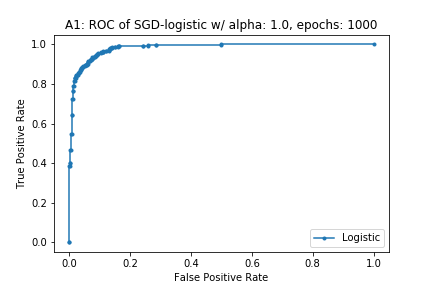 A1: ROC of SGD-logistic w/ alpha: 1.0, epochs: 1000
1.0
0.8
0.6
0.4
0.2
0.0
True Positive Rate
0.0 0.2 0.4 0.6 0.8 1.0
False Positive Rate
Logistic